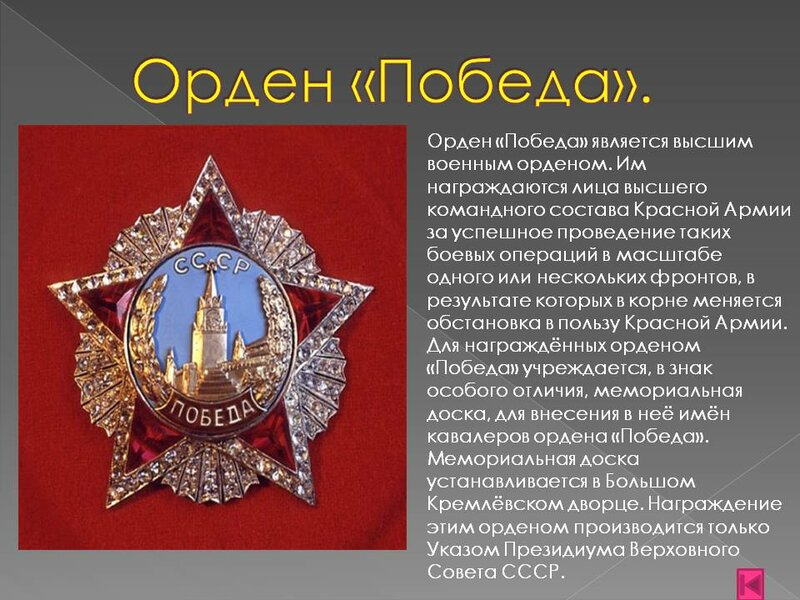 Орден «Победа».
СССР
ПОБЕДА
Орден «Победа» является высшим
военным орденом. Им
награждаются лица высшего
командного состава Красной Армии
за успешное проведение таких
боевых операций в масштабе
одного или нескольких фронтов, в
результате которых в корне меняется
обстановка в пользу Красной Армии.
Для награждённых орденом
«Победа» учреждается, в знак
особого отличия, мемориальная
доска, для внесения в неё имён
кавалеров ордена «Победа».
Мемориальная доска
устанавливается в Большом
Кремлёвском дворце. Награждение
этим орденом производится только
Указом Президиума Верховного
Совета СССР.